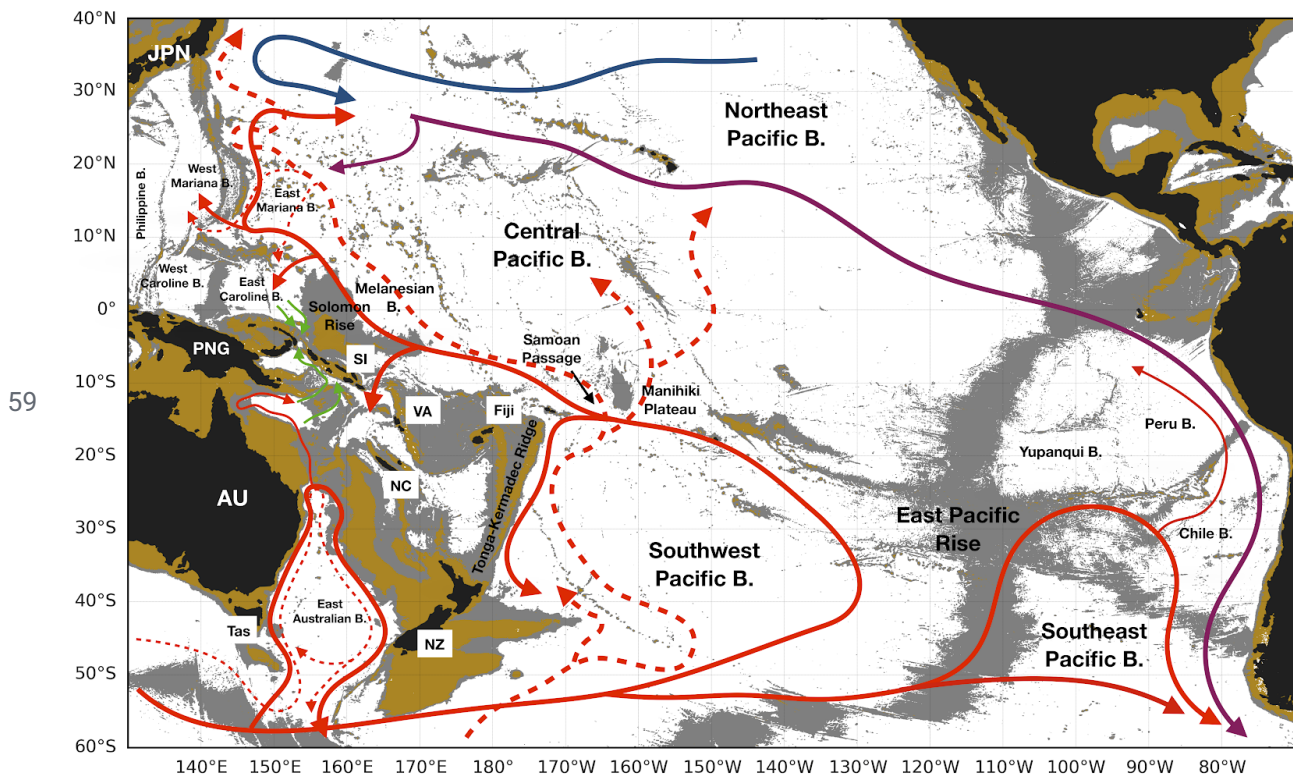 40°N
30°N
20°N
10°N
0°
10°S
20°S
30°S
40°S
50°S
60°S
59
JPN
Northeast
Pacific B.
Philippine B.
West
Mariana B.
East
Mariana B.
Central
Pacific B.
West
Caroline B.
East
Caroline B.
Melanesian
B.
Solomon
Rise
PNG
SI
Samoan
Passage
Manihiki
Plateau
VA
Fiji
Peru B.
Yupanqui B.
AU
NC
Tonga-Kermadec Ridge
East Pacific
Rise
Chile B.
Southwest
Pacific B.
East
Australian B.
Tas
NZ
Southeast
Pacific B.
140°E
150°E
160°E
170°E
180°
170°W
160°W
150°W
140°W
130°W
120°W
110°W
100°W
90°W
80°W